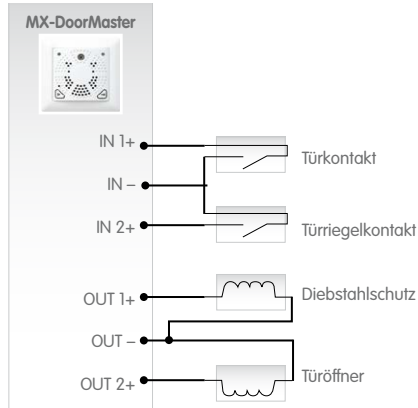 MX-DoorMaster
IN 1+
Türkontakt
IN –
IN 2+
Türriegelkontakt
OUT 1+
Diebstahlschutz
OUT –
OUT 2+
Türöffner